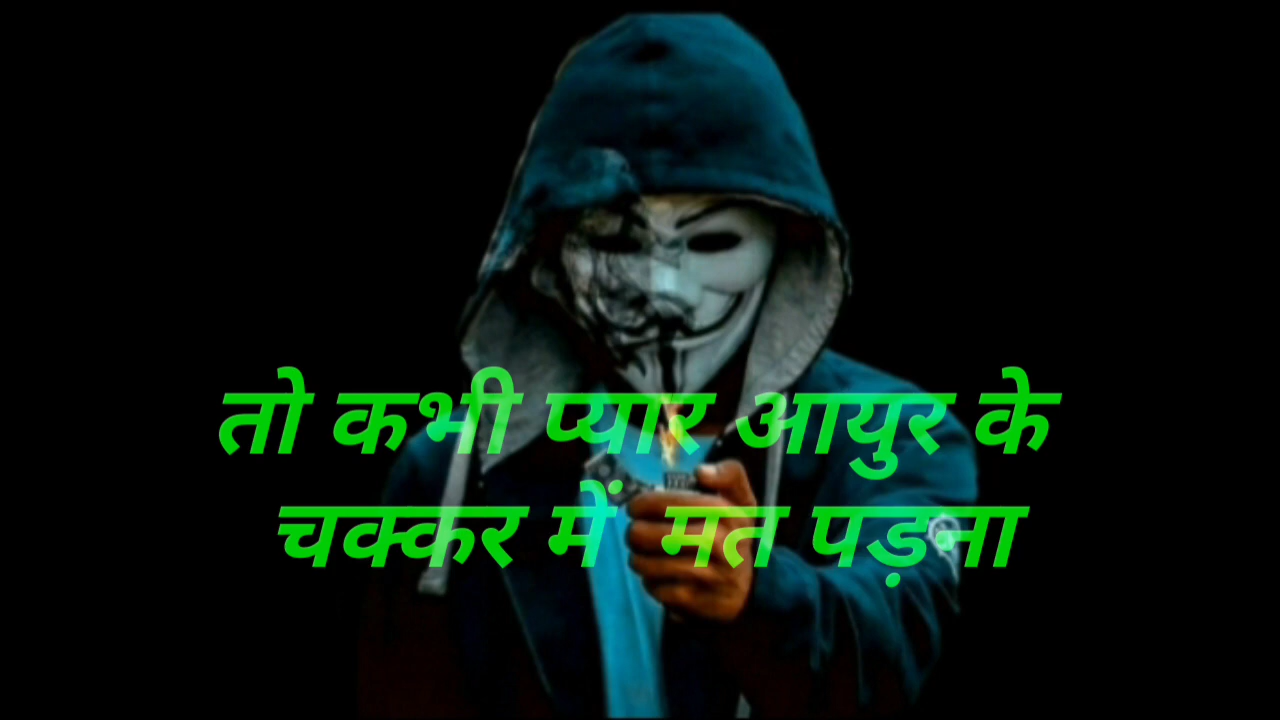 तो कभी प्यार आयुर के
चक्कर में मत पड़ना